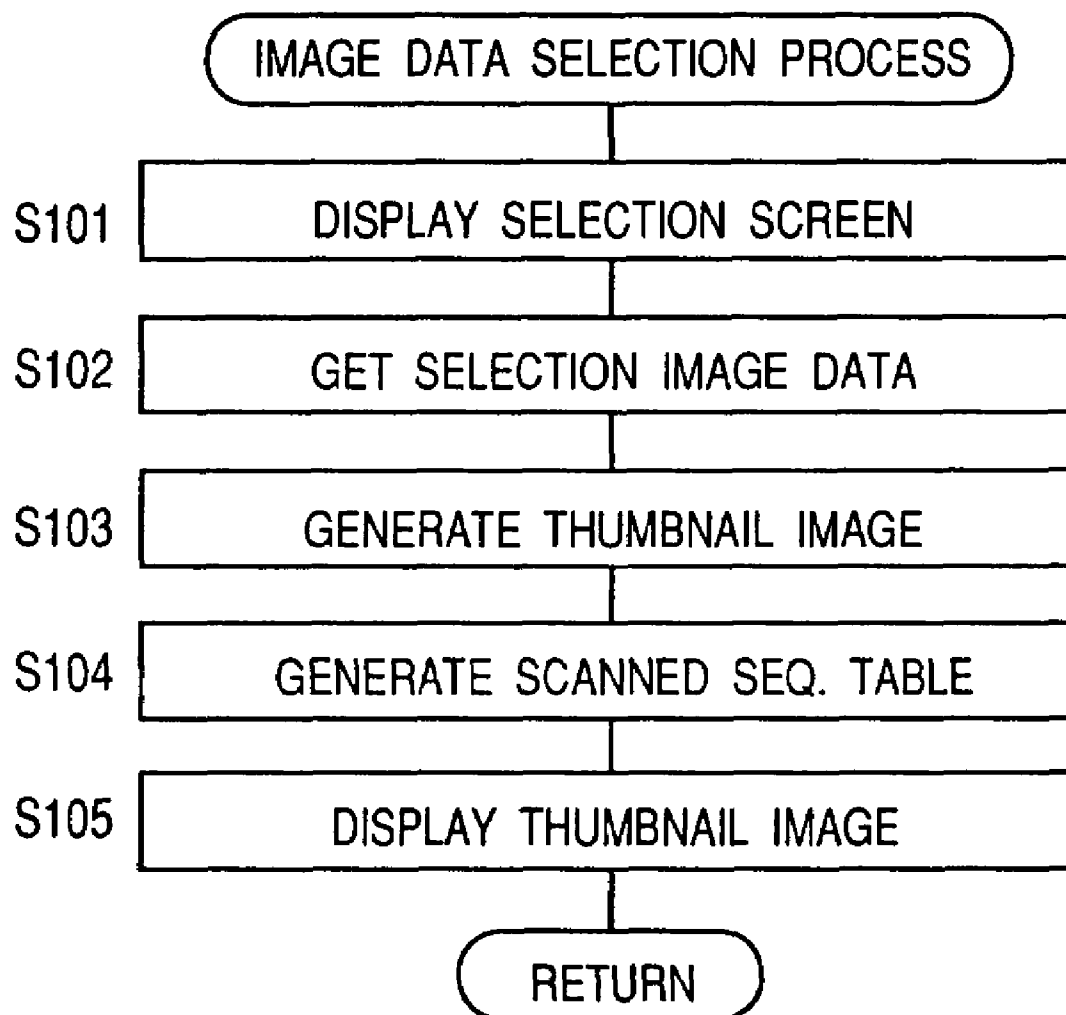 IMAGE DATA SELECTION PROCESS
S101 DISPLAY SELECTION SCREEN
S102 GET SELECTION IMAGE DATA
S103 GENERATE THUMBNAIL IMAGE
S104 GENERATE SCANNED SEQ. TABLE
S105 DISPLAY THUMBNAIL IMAGE
RETURN